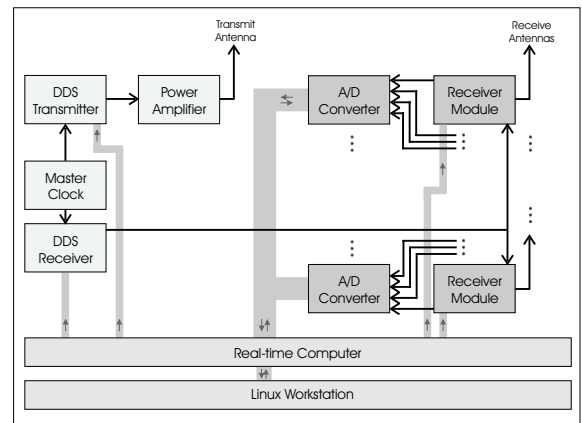 Transmit
Antenna
Receive
Antennas
DDS
Transmitter
Power
Amplifier
A/D
Converter
Receiver
Module
Master
Clock
DDS
Receiver
A/D
Converter
Receiver
Module
Real-time Computer
Linux Workstation